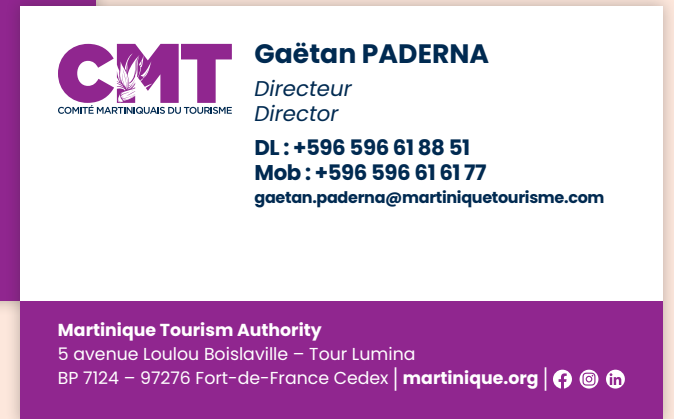 CMT
COMITÉ MARTINIQUAIS DU TOURISME
Gaëtan PADERNA
Directeur
Director
DL : +596 596 61 88 51
Mob : +596 596 61 61 77
gaetan.paderna@martiniquetourisme.com
Martinique Tourism Authority
5 avenue Loulou Boislaville – Tour Lumina
BP 7124 – 97276 Fort-de-France Cedex | martinique.org |